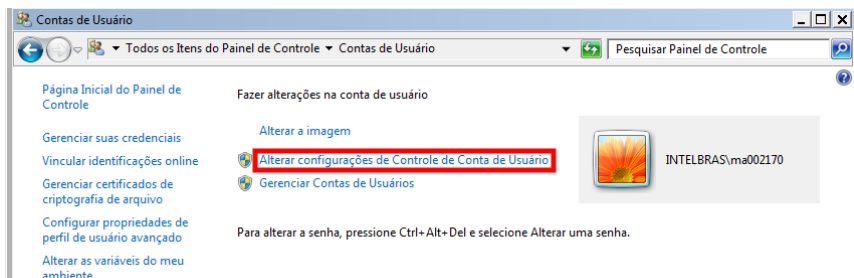 Contas de Usuário
Todos os Itens do Painel de Controle Contas de Usuário
Pesquisar Painel de Controle
Página Inicial do Painel de
Controle
Gerenciar suas credenciais
Vincular identificações online
Gerenciar certificados de
criptografia de arquivo
Configurar propriedades de
perfil de usuário avançado
Alterar as variáveis do meu
ambiente
Fazer alterações na conta de usuário
Alterar a imagem
Alterar configurações de Controle de Conta de Usuário
Gerenciar Contas de Usuários
INTELBRAS\ma002170
Para alterar a senha, pressione Ctrl+Alt+Del e selecione Alterar uma senha.